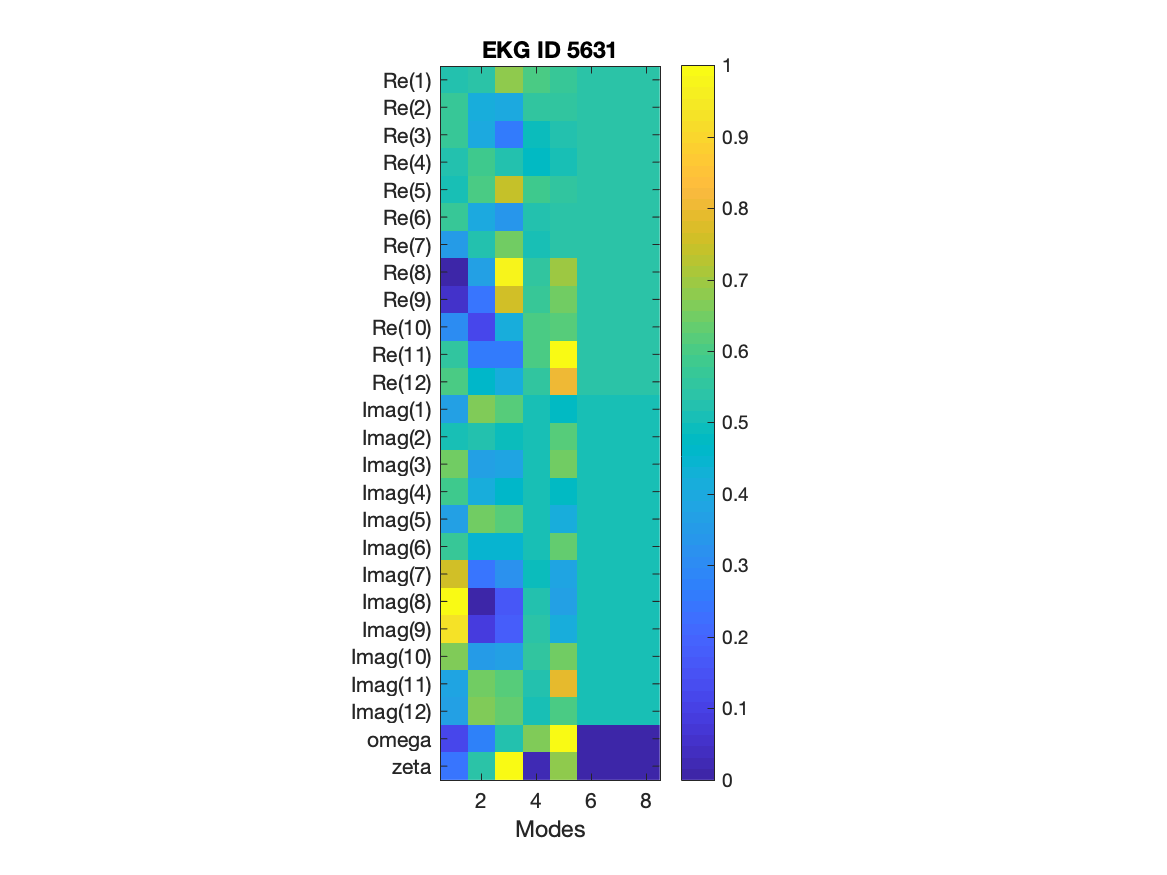 EKG ID 5631
Re(1)
Re(2)
Re(3)
Re(4)
Re(5)
Re(6)
Re(7)
Re(8)
Re(9)
Re(10)
Re(11)
Re(12)
Imag(1)
Imag(2)
Imag(3)
Imag(4)
Imag(5)
Imag(6)
Imag(7)
Imag(8)
Imag(9)
Imag(10)
Imag(11)
Imag(12)
omega
zeta
2 4 6 8
Modes
1
0.9
0.8
0.7
0.6
0.5
0.4
0.3
0.2
0.1
0